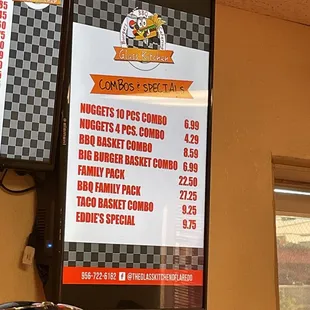 Glass Kitchen
COMBOS & SPECIALS
NUGGETS 10 PCS COMBO 6.99
NUGGETS 4 PCS. COMBO 4.29
BBQ BASKET COMBO 8.59
BIG BURGER BASKET COMBO 6.99
FAMILY PACK 22.50
BBQ FAMILY PACK 27.25
TACO BASKET COMBO 9.25
EDDIE'S SPECIAL 9.75
956-722-6182 f @THEGLASSKITCHENOFLAREDO